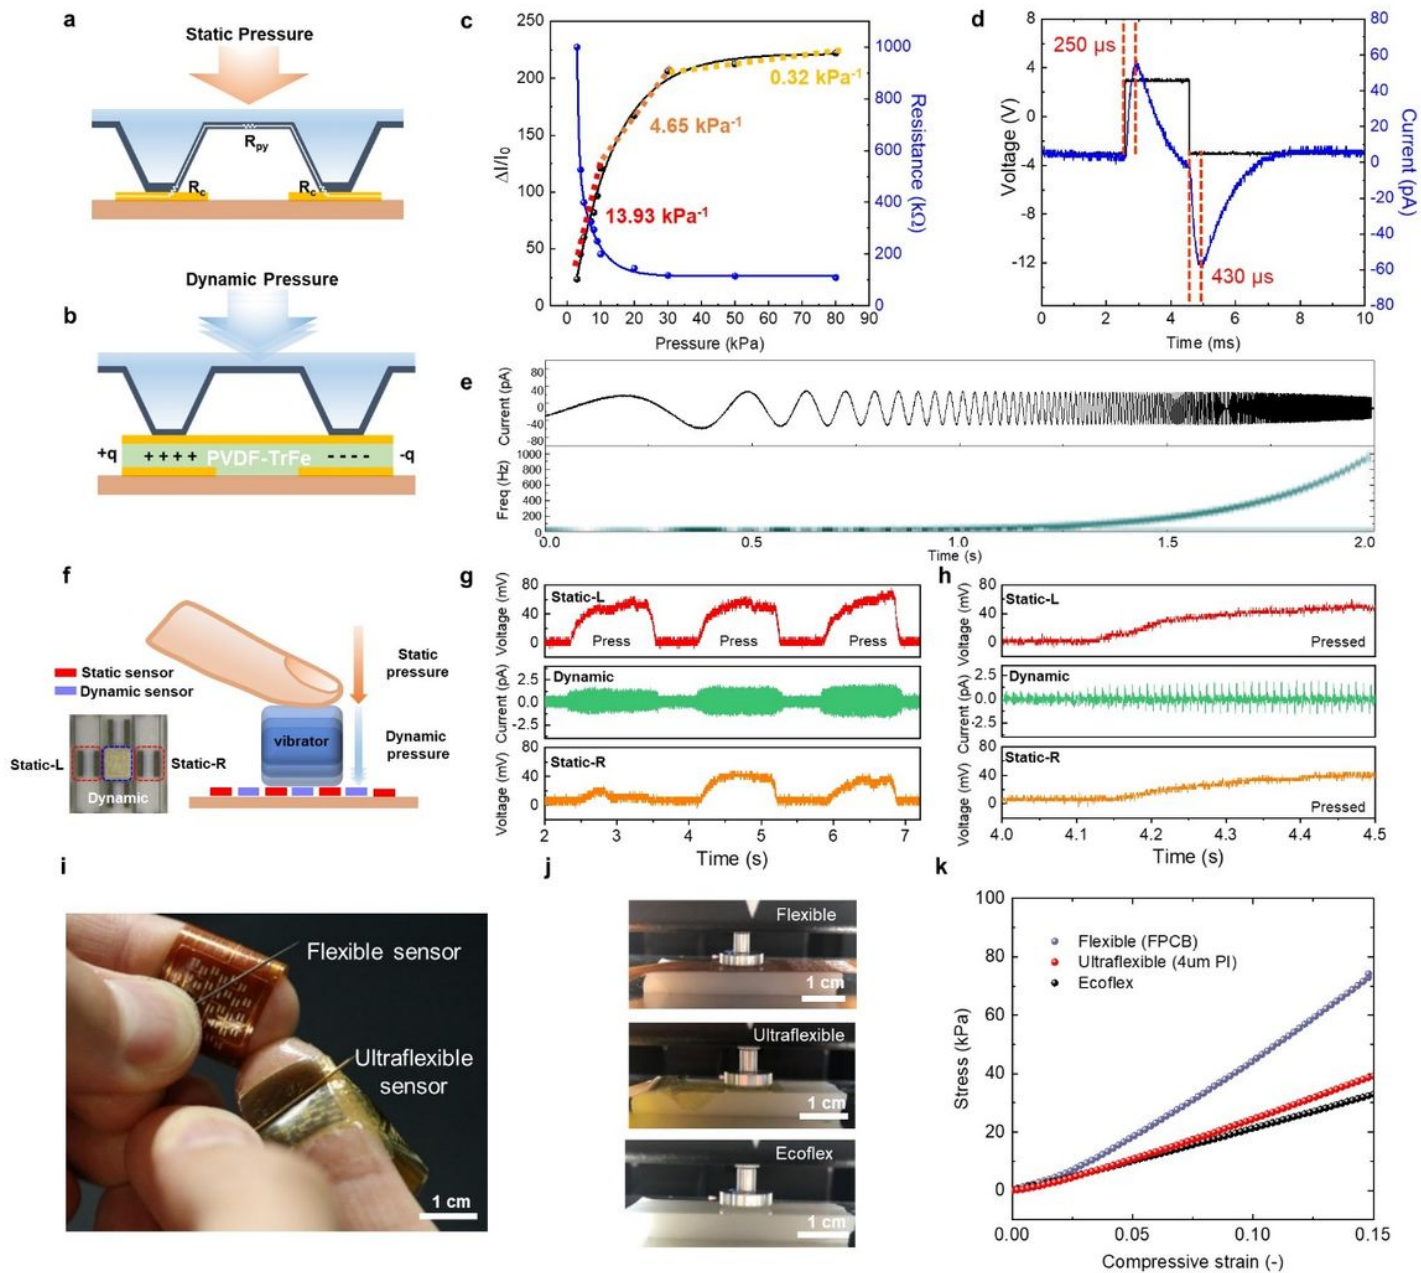 a
Static Pressure
R_py
R_c
R_c
b
Dynamic Pressure
+q
+ + + +
PVDF-TrFe
- - - -
-q
c
250
200
150
100
50
0
ΔI/I₀
0.32 kPa⁻¹
4.65 kPa⁻¹
13.93 kPa⁻¹
1000
800
600
400
200
0
Resistance (kΩ)
0 10 20 30 40 50 60 70 80 90
Pressure (kPa)
d
8
4
0
-4
-8
-12
Voltage (V)
250 µs
430 µs
80
60
40
20
0
-20
-40
-60
-80
Current (pA)
0 2 4 6 8 10
Time (ms)
e
Current (pA)
80
40
0
-40
-80
Freq (Hz)
1000
800
600
400
200
0
0.0 0.5 1.0 1.5 2.0
Time (s)
f
Static sensor
Dynamic sensor
Static pressure
vibrator
Dynamic pressure
Static-L
Static-R
Dynamic
g
Voltage (mV)
80
40
0
Static-L
Press Press Press
Current (pA)
2.5
0.0
-2.5
Dynamic
Voltage (mV)
80
40
0
Static-R
2 3 4 5 6 7
Time (s)
h
Voltage (mV)
80
40
0
Static-L
Pressed
Current (pA)
2.5
0.0
-2.5
Dynamic
Voltage (mV)
80
40
0
Static-R
Pressed
4.0 4.1 4.2 4.3 4.4 4.5
Time (s)
i
Flexible sensor
Ultraflexible
sensor
1 cm
j
Flexible
1 cm
Ultraflexible
1 cm
Ecoflex
1 cm
k
100
80
60
40
20
0
Stress (kPa)
Flexible (FPCB)
Ultraflexible (4um PI)
Ecoflex
0.00 0.05 0.10 0.15
Compressive strain (-)